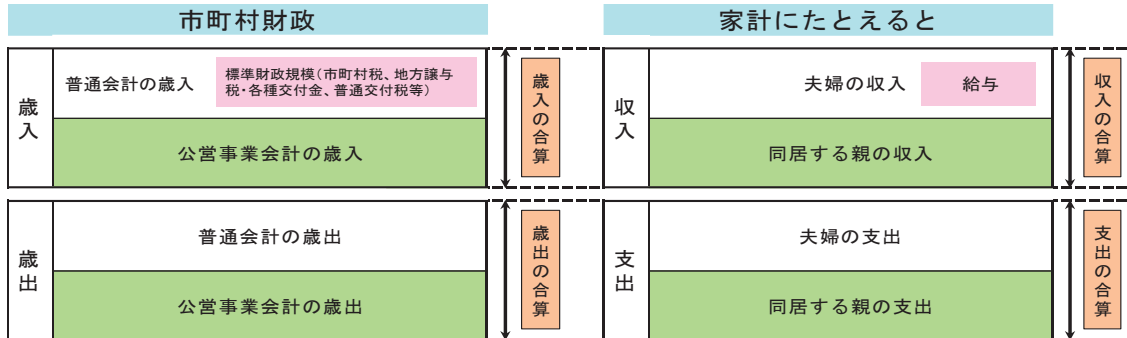 市町村財政
歳入
普通会計の歳入
標準財政規模(市町村税、地方譲与
税・各種交付金、普通交付税等)
公営事業会計の歳入
歳入の合算
歳出
普通会計の歳出
公営事業会計の歳出
歳出の合算
家計にたとえると
収入
夫婦の収入
給与
同居する親の収入
収入の合算
支出
夫婦の支出
同居する親の支出
支出の合算